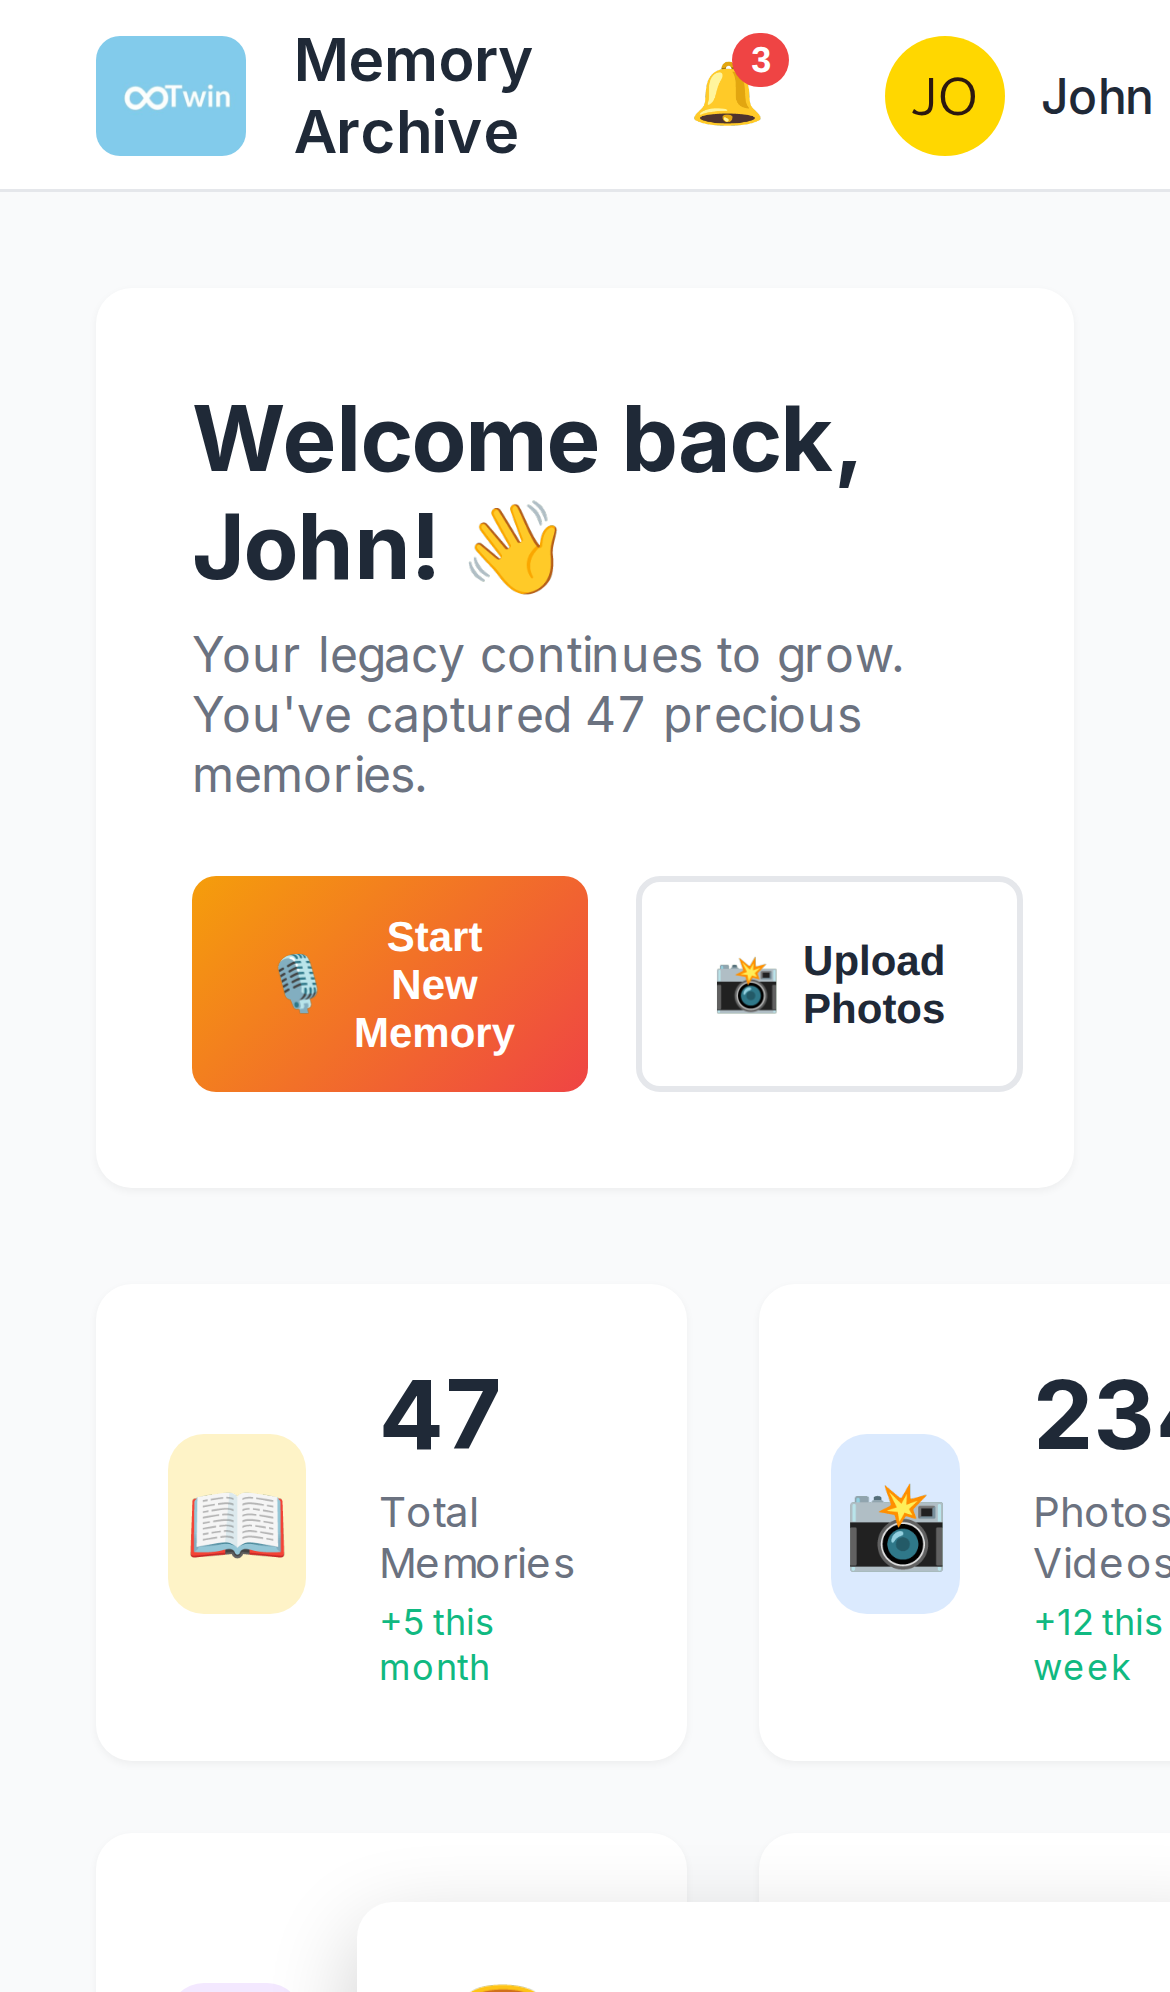 ∞Twin
Memory
Archive
3
JO
John
Welcome back,
John! 👋
Your legacy continues to grow.
You've captured 47 precious
memories.
Start
New
Memory
Upload
Photos
47
Total
Memories
+5 this
month
234
Photos
Videos
+12 this
week